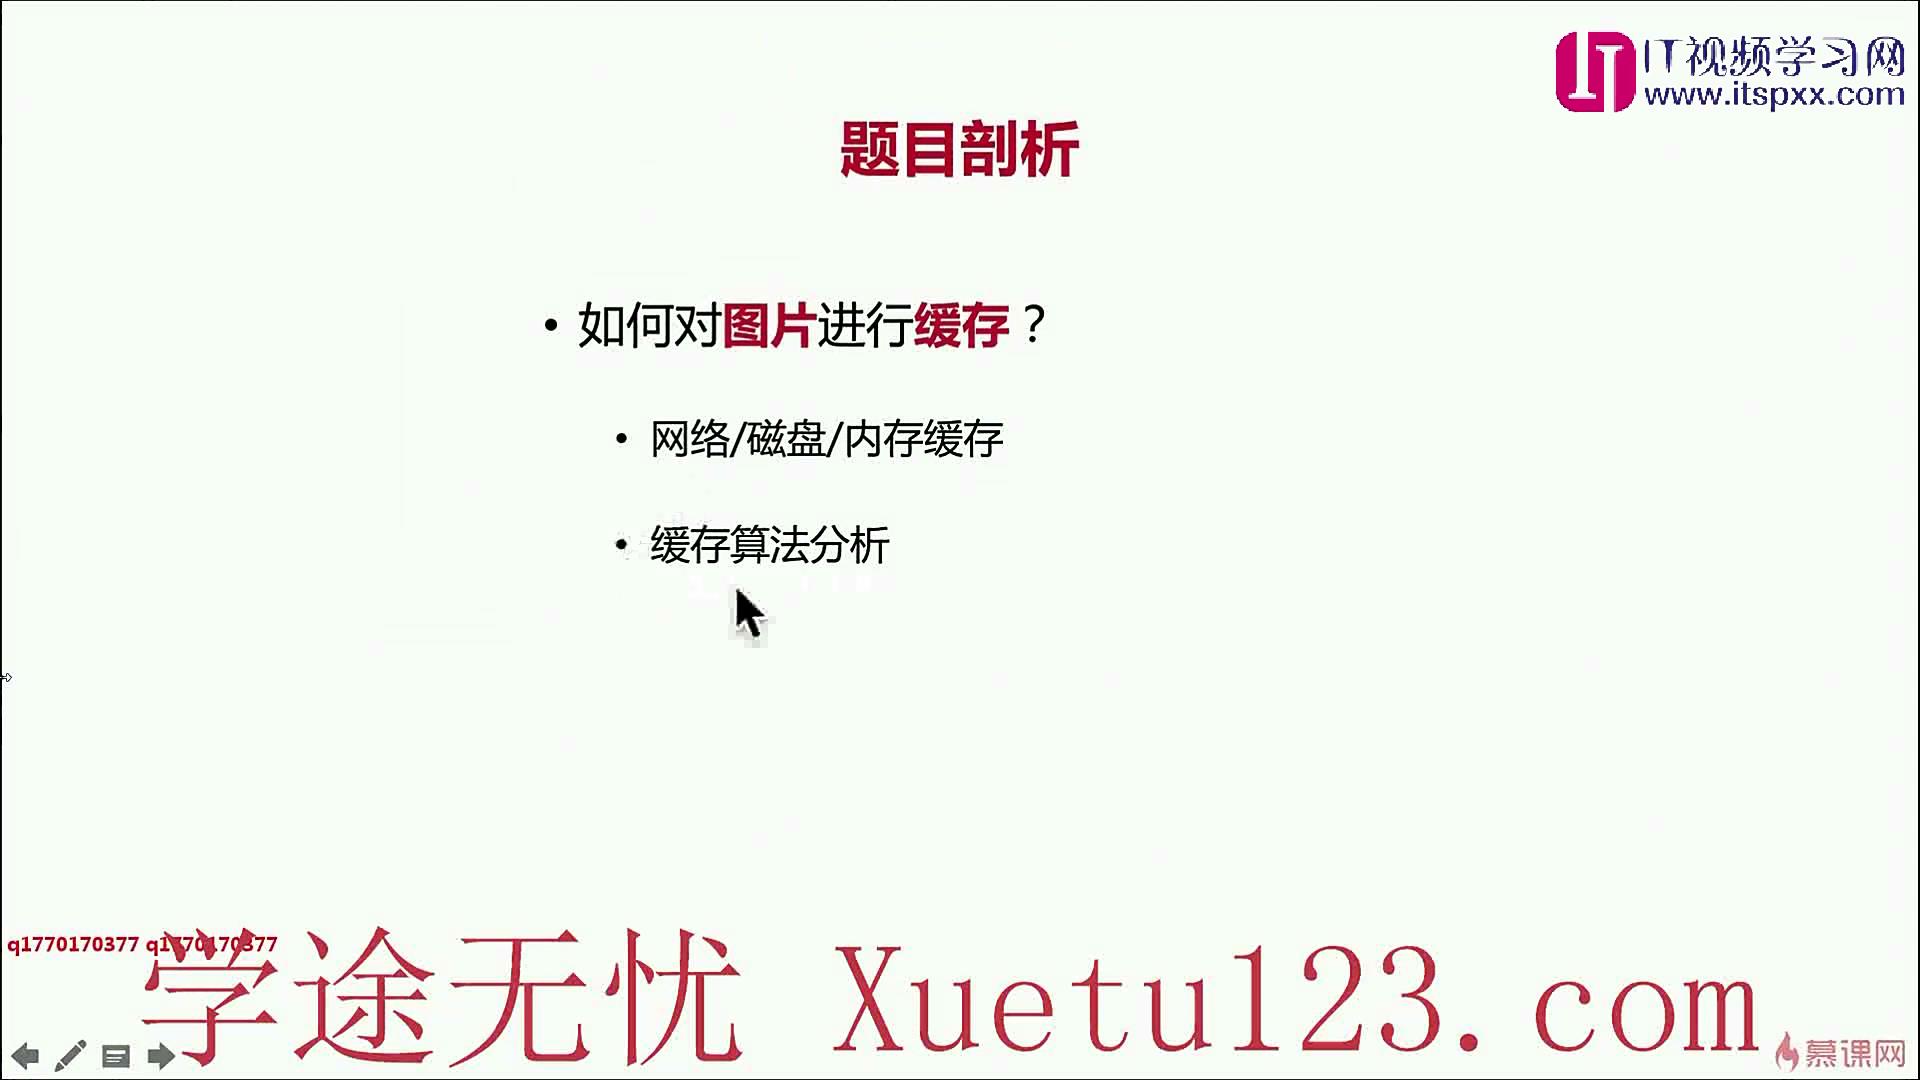 IT视频学习网
www.itspxx.com
题目剖析
• 如何对图片进行缓存？
• 网络/磁盘/内存缓存
• 缓存算法分析
q1770170377 q1770170377
学途无忧 Xuetu123.com
慕课网